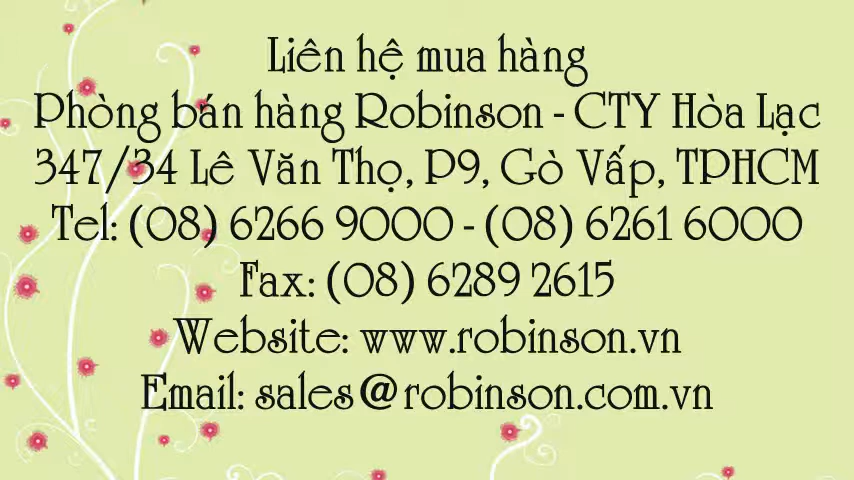 Liên hệ mua hàng
Phòng bán hàng Robinson - CTY Hòa Lạc
347/34 Lê Văn Thọ, P9, Gò Vấp, TPHCM
Tel: (08) 6266 9000 - (08) 6261 6000
Fax: (08) 6289 2615
Website: www.robinson.vn
Email: sales@robinson.com.vn